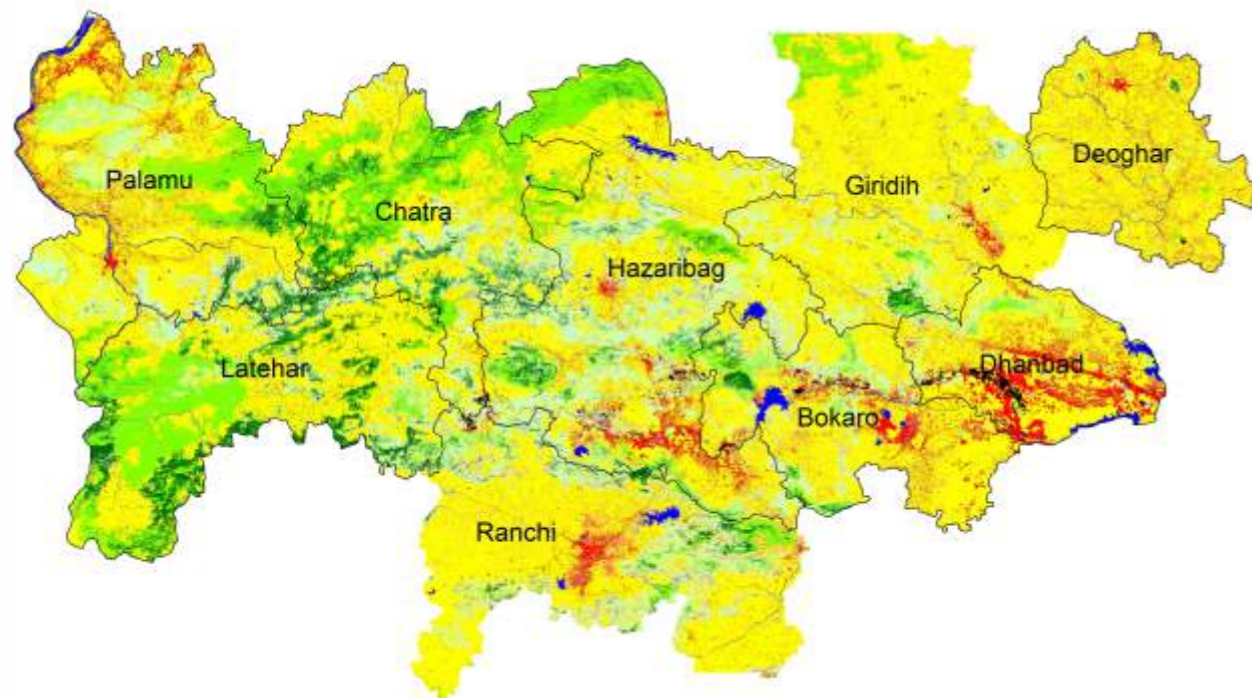 Deoghar
Palamu
Giridih
Chatra
Hazaribag
Latehar
Dhanbad
Bokaro
Ranchi